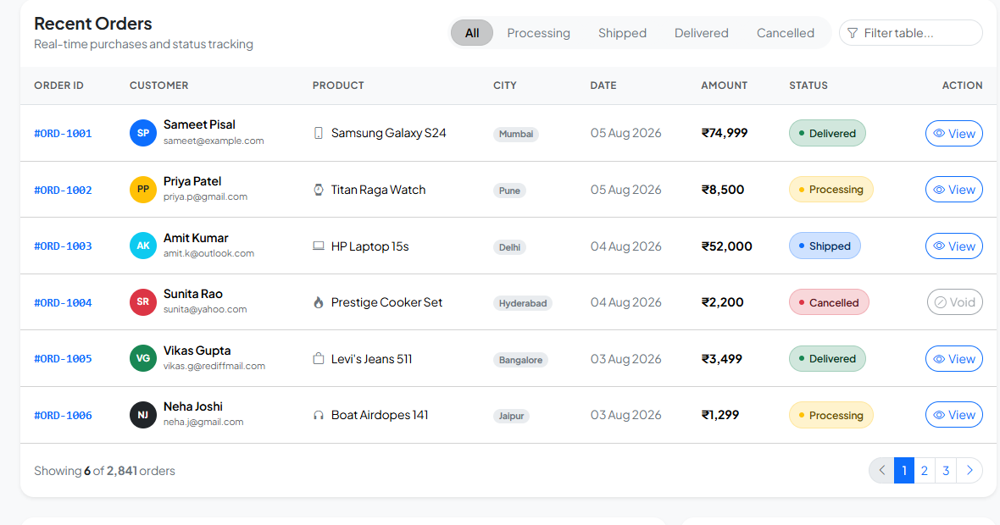 Recent Orders
Real-time purchases and status tracking
All Processing Shipped Delivered Cancelled Filter table...
ORDER ID CUSTOMER PRODUCT CITY DATE AMOUNT STATUS ACTION
#ORD-1001 SP Sameet Pisal sameet@example.com Samsung Galaxy S24 Mumbai 05 Aug 2026 ₹74,999 Delivered View
#ORD-1002 PP Priya Patel priya.p@gmail.com Titan Raga Watch Pune 05 Aug 2026 ₹8,500 Processing View
#ORD-1003 AK Amit Kumar amit.k@outlook.com HP Laptop 15s Delhi 04 Aug 2026 ₹52,000 Shipped View
#ORD-1004 SR Sunita Rao sunita@yahoo.com Prestige Cooker Set Hyderabad 04 Aug 2026 ₹2,200 Cancelled Void
#ORD-1005 VG Vikas Gupta vikas.g@rediffmail.com Levi's Jeans 511 Bangalore 03 Aug 2026 ₹3,499 Delivered View
#ORD-1006 NJ Neha Joshi neha.j@gmail.com Boat Airdopes 141 Jaipur 03 Aug 2026 ₹1,299 Processing View
Showing 6 of 2,841 orders 1 2 3